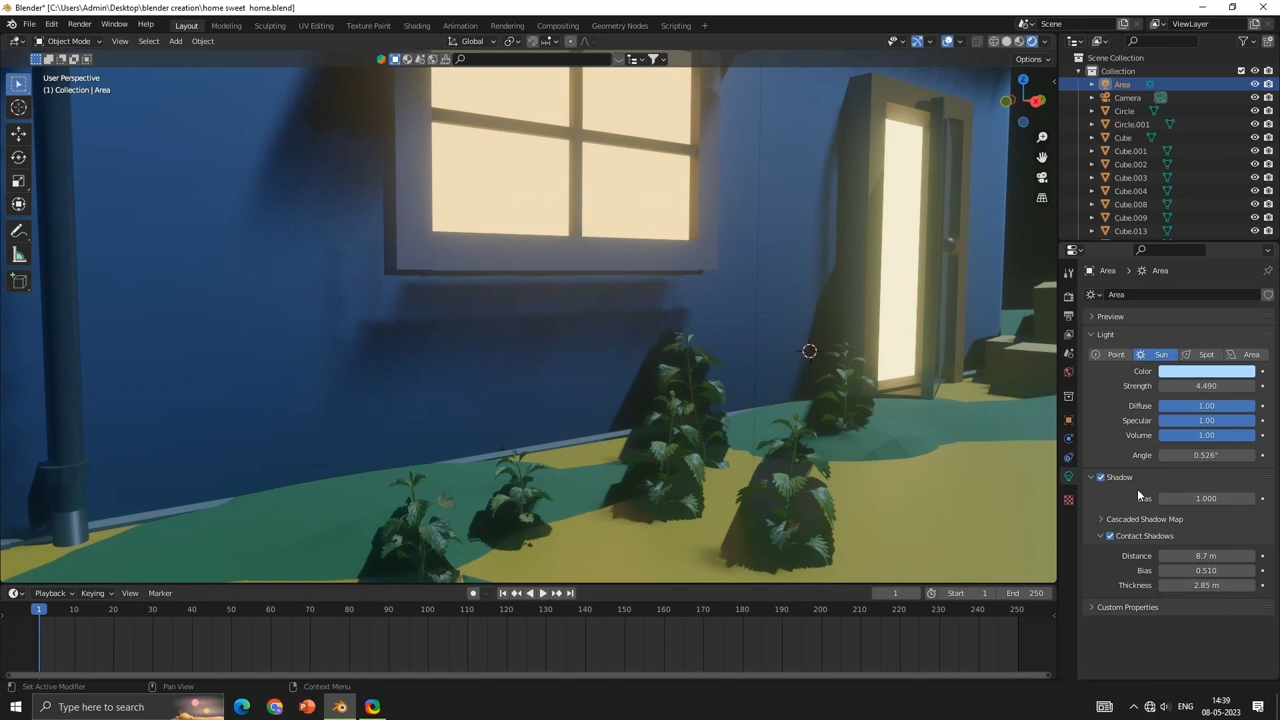 Blender* [C:\Users\Admin\Desktop\blender creation\home sweet  home.blend]
File Edit Render Window Help Layout Modeling Sculpting UV Editing Texture Paint Shading Animation Rendering Compositing Geometry Nodes Scripting + Scene ViewLayer
Object Mode View Select Add Object Global
Options
User Perspective
(1) Collection | Area
Z
X
Scene Collection
Collection
Area
Camera
Circle
Circle.001
Cube
Cube.001
Cube.002
Cube.003
Cube.004
Cube.008
Cube.009
Cube.013
Area Area
Area
Preview
Light
Point Sun Spot Area
Color
Strength 4.490
Diffuse 1.00
Specular 1.00
Volume 1.00
Angle 0.526°
Shadow
1.000
Cascaded Shadow Map
Contact Shadows
Distance 8.7 m
Bias 0.510
Thickness 2.85 m
Custom Properties
Playback Keying View Marker 1 Start 1 End 250
1 10 20 30 40 50 60 70 80 90 100 110 120 130 140 150 160 170 180 190 200 210 220 230 240 250
Set Active Modifier Pan View Context Menu
Type here to search
ENG
14:39
08-05-2023